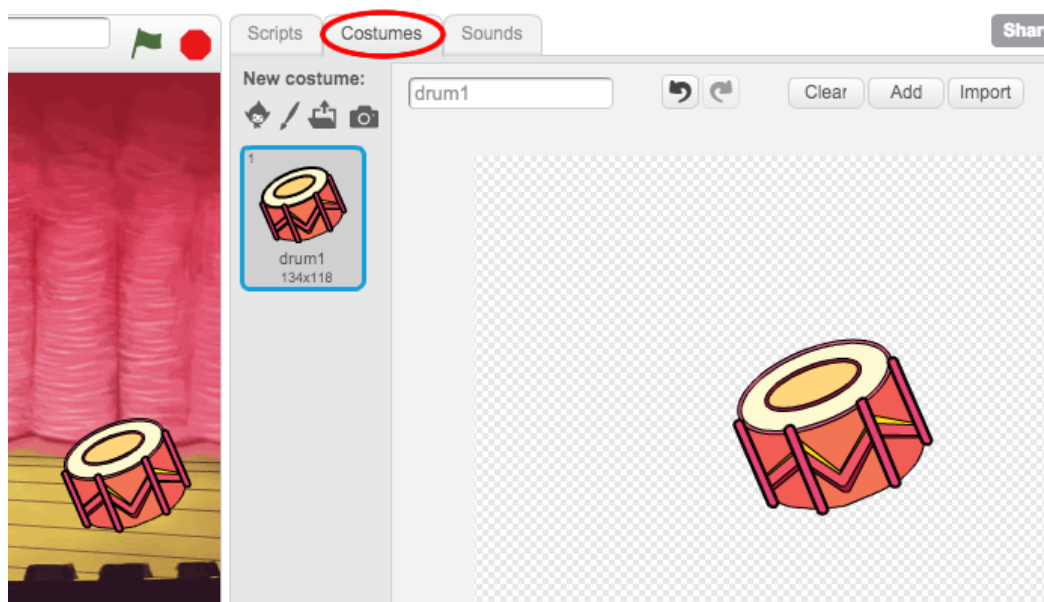 Scripts
Costumes
Sounds
Shar
New costume:
drum1
Clear
Add
Import
1
drum1
134x118